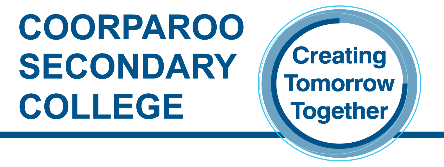 COORPAROO
SECONDARY
COLLEGE
Creating
Tomorrow
Together